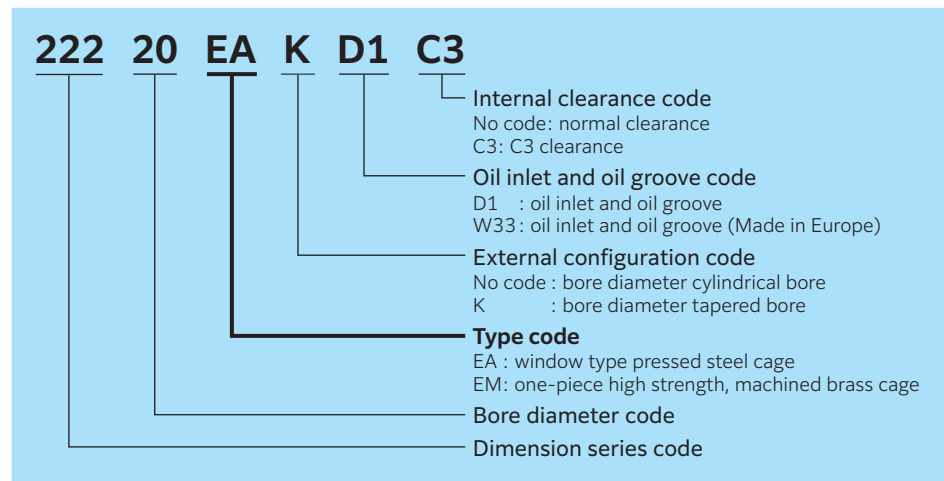 222 20 EA K D1 C3
Internal clearance code
No code: normal clearance
C3: C3 clearance
Oil inlet and oil groove code
D1 : oil inlet and oil groove
W33: oil inlet and oil groove (Made in Europe)
External configuration code
No code : bore diameter cylindrical bore
K : bore diameter tapered bore
Type code
EA : window type pressed steel cage
EM: one-piece high strength, machined brass cage
Bore diameter code
Dimension series code